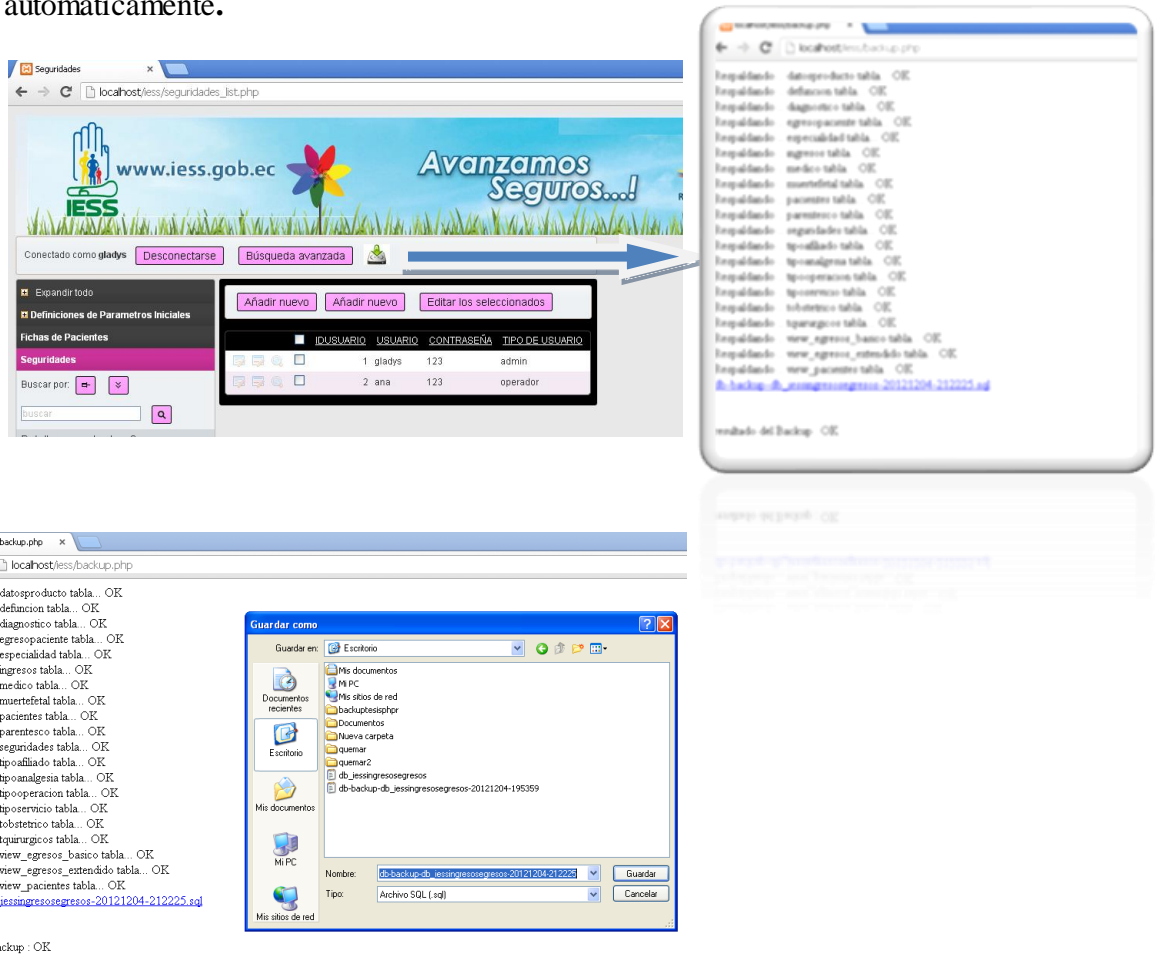 automáticamente.
Seguridades
localhost/iess/seguridades_list.php
www.iess.gob.ec
Avanzamos
Seguros...!
IESS
Conectado como gladys Desconectarse Búsqueda avanzada
Expandir todo
Definiciones de Parametros Iniciales
Fichas de Pacientes
Seguridades
Buscar por:
buscar
Añadir nuevo Añadir nuevo Editar los seleccionados
IDUSUARIO USUARIO CONTRASEÑA TIPO DE USUARIO
1 gladys 123 admin
2 ana 123 operador
localhost/iess/backup.php
Respaldando datosproducto tabla OK
Respaldando defuncion tabla OK
Respaldando diagnostico tabla OK
Respaldando egresopaciente tabla OK
Respaldando especialidad tabla OK
Respaldando ingresos tabla OK
Respaldando medico tabla OK
Respaldando muertefetal tabla OK
Respaldando pacientes tabla OK
Respaldando parentesco tabla OK
Respaldando seguridades tabla OK
Respaldando tipoafiliado tabla OK
Respaldando tipoanalgesia tabla OK
Respaldando tipooperacion tabla OK
Respaldando tiposervicio tabla OK
Respaldando tobstetrico tabla OK
Respaldando tquirurgicos tabla OK
Respaldando view_egresos_basico tabla OK
Respaldando view_egresos_extendido tabla OK
Respaldando view_pacientes tabla OK
db-backup-db_iessingresosegresos-20121204-212225.sql
resultado del Backup OK
backup.php
localhost/iess/backup.php
datosproducto tabla... OK
defuncion tabla... OK
diagnostico tabla... OK
egresopaciente tabla... OK
especialidad tabla... OK
ingresos tabla... OK
medico tabla... OK
muertefetal tabla... OK
pacientes tabla... OK
parentesco tabla... OK
seguridades tabla... OK
tipoafiliado tabla... OK
tipoanalgesia tabla... OK
tipooperacion tabla... OK
tiposervicio tabla... OK
tobstetrico tabla... OK
tquirurgicos tabla... OK
view_egresos_basico tabla... OK
view_egresos_extendido tabla... OK
view_pacientes tabla... OK
iessingresosegresos-20121204-212225.sql
ackup : OK
Guardar como
Guardar en: Escritorio
Documentos recientes
Escritorio
Mis documentos
Mi PC
Mis sitios de red
Mis documentos
Mi PC
Mis sitios de red
backuptesisphpr
Documentos
Nueva carpeta
quemar
quemar2
db_iessingresosegresos
db-backup-db_iessingresosegresos-20121204-195359
Nombre: db-backup-db_iessingresosegresos-20121204-212225 Guardar
Tipo: Archivo SQL (.sql) Cancelar